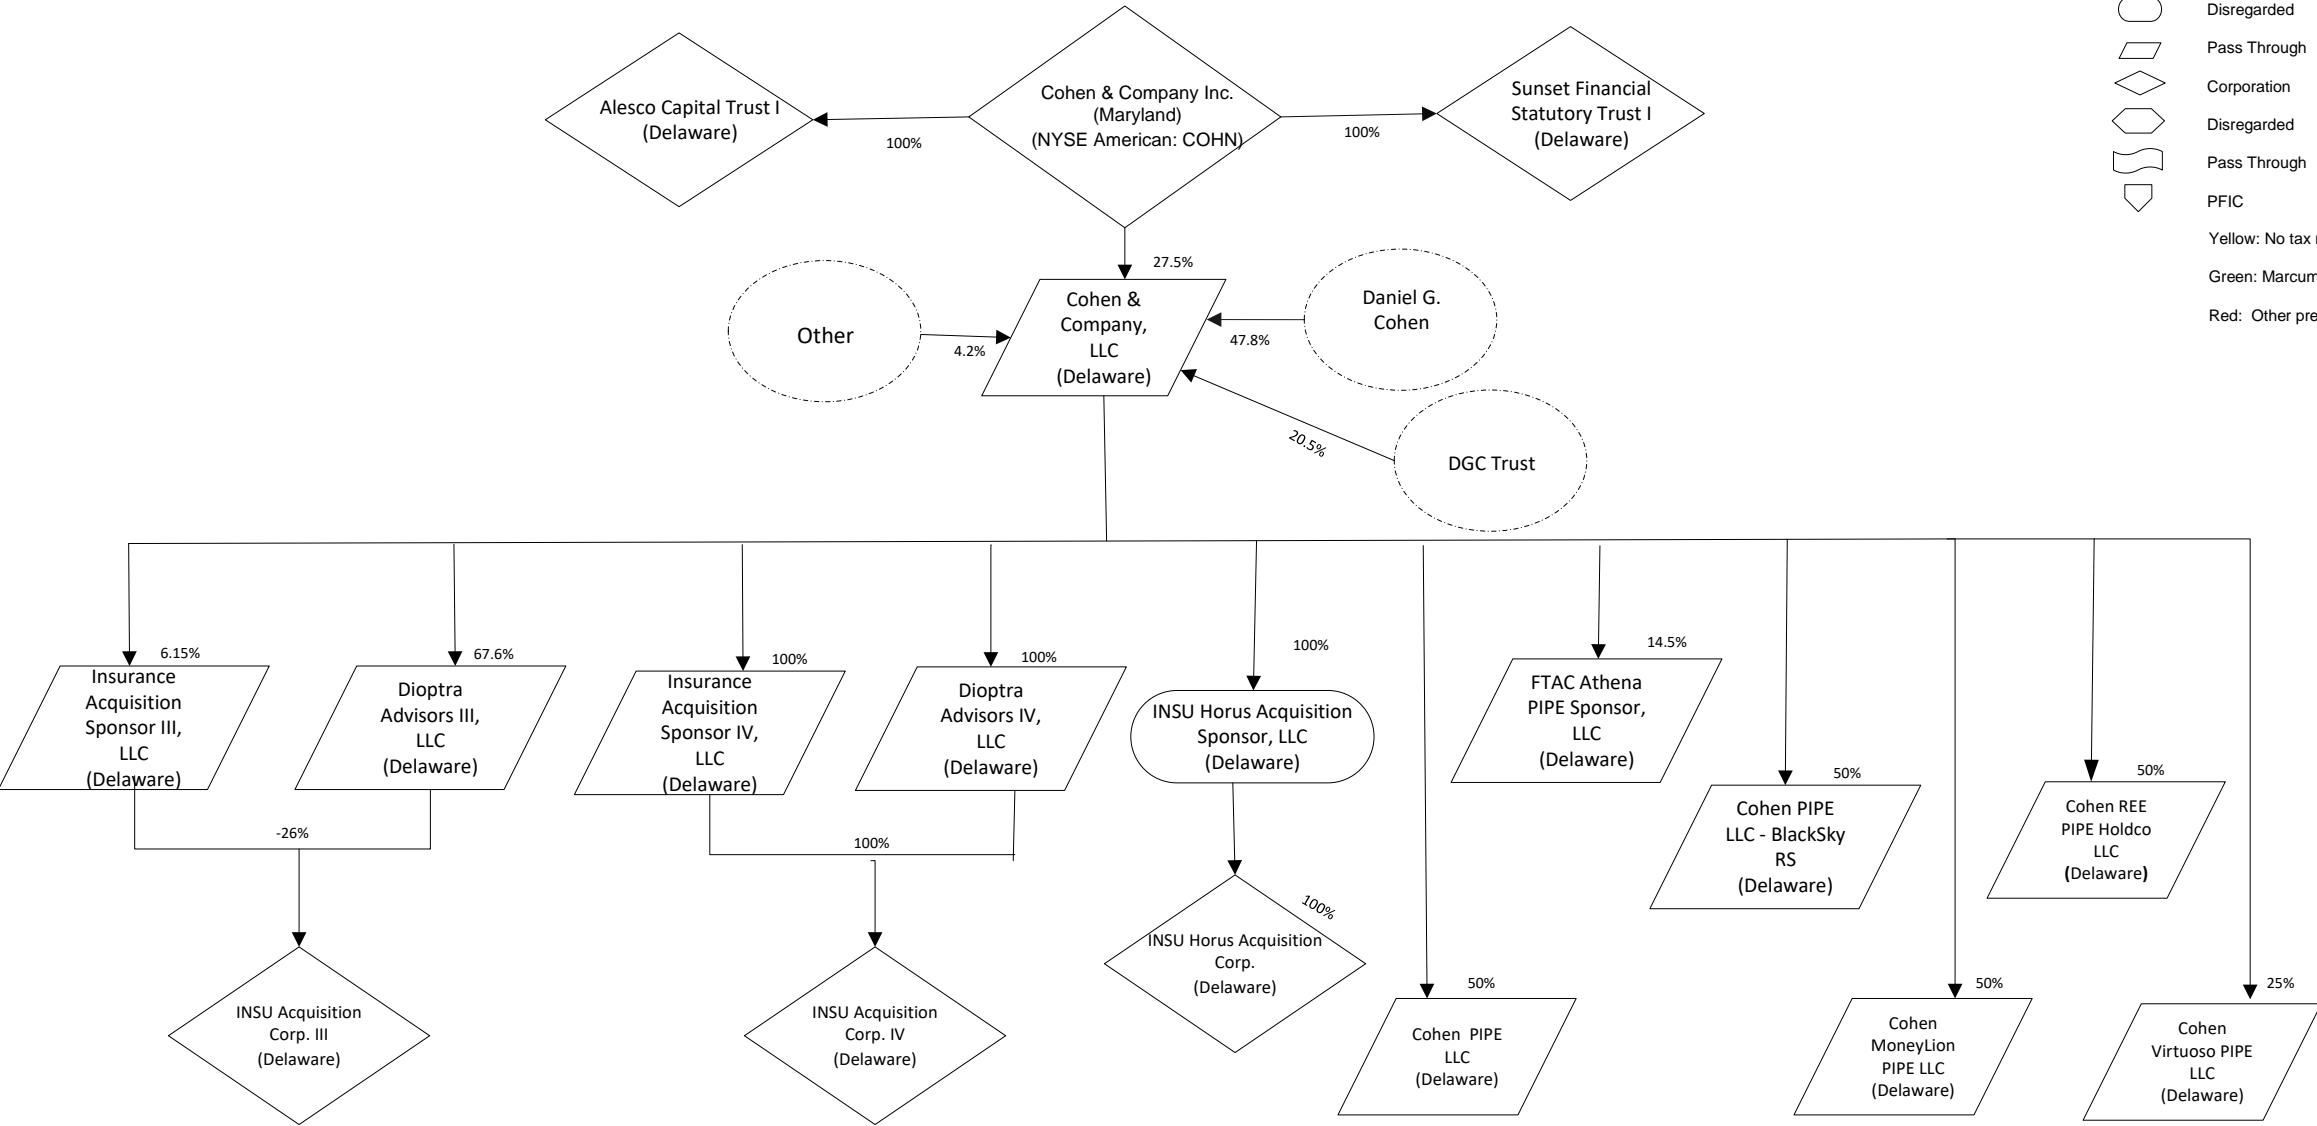 Disregarded
Pass Through
Corporation
Disregarded
Pass Through
PFIC
Yellow: No tax
Green: Marcum
Red:  Other
Alesco Capital Trust I
(Delaware)
100%
Cohen & Company Inc.
(Maryland)
(NYSE American: COHN)
100%
Sunset Financial
Statutory Trust I
(Delaware)
27.5%
Other
4.2%
Cohen &
Company,
LLC
(Delaware)
Daniel G.
Cohen
47.8%
DGC Trust
20.5%
6.15%
Insurance
Acquisition
Sponsor III,
LLC
(Delaware)
67.6%
Dioptra
Advisors III,
LLC
(Delaware)
100%
Insurance
Acquisition
Sponsor IV,
LLC
(Delaware)
100%
Dioptra
Advisors IV,
LLC
(Delaware)
100%
INSU Horus Acquisition
Sponsor, LLC
(Delaware)
14.5%
FTAC Athena
PIPE Sponsor,
LLC
(Delaware)
50%
Cohen PIPE
LLC - BlackSky
RS
(Delaware)
50%
Cohen REE
PIPE Holdco
LLC
(Delaware)
-26%
100%
100%
INSU Acquisition
Corp. III
(Delaware)
INSU Acquisition
Corp. IV
(Delaware)
INSU Horus Acquisition
Corp.
(Delaware)
50%
Cohen  PIPE
LLC
(Delaware)
50%
Cohen
MoneyLion
PIPE LLC
(Delaware)
25%
Cohen
Virtuoso PIPE
LLC
(Delaware)